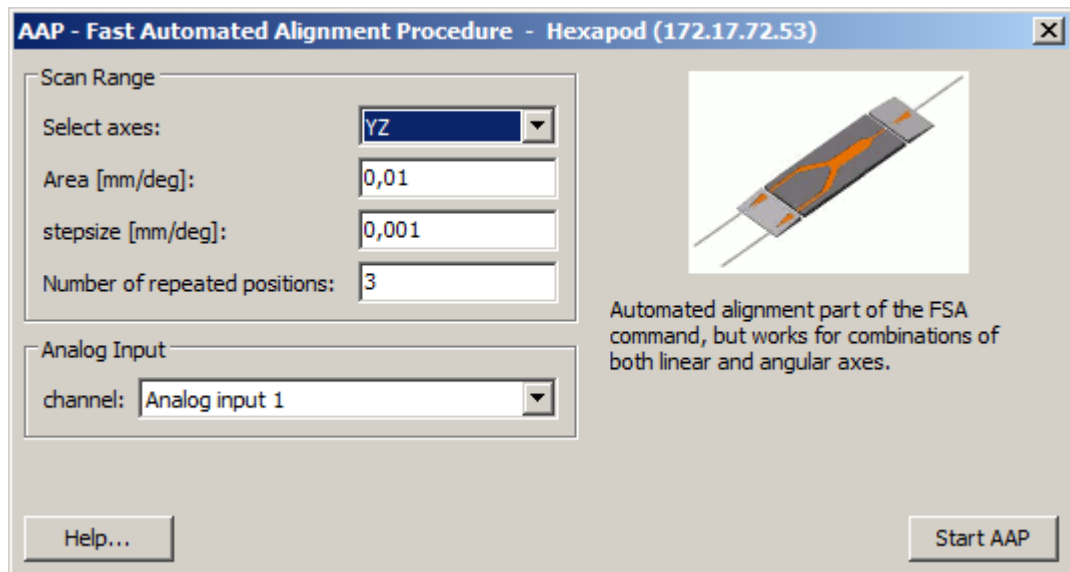 AAP - Fast Automated Alignment Procedure - Hexapod (172.17.72.53)
Scan Range
Select axes:
YZ
Area [mm/deg]:
0,01
stepsize [mm/deg]:
0,001
Number of repeated positions:
3
Analog Input
channel:
Analog input 1
Automated alignment part of the FSA
command, but works for combinations of
both linear and angular axes.
Help...
Start AAP